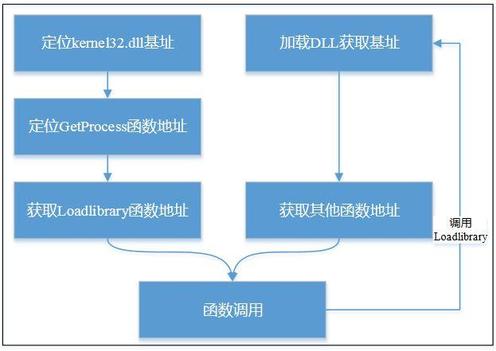 定位kernel32.dll基址
加载DLL获取基址
定位GetProcess函数地址
获取Loadlibrary函数地址
获取其他函数地址
调用
Loadlibrary
函数调用